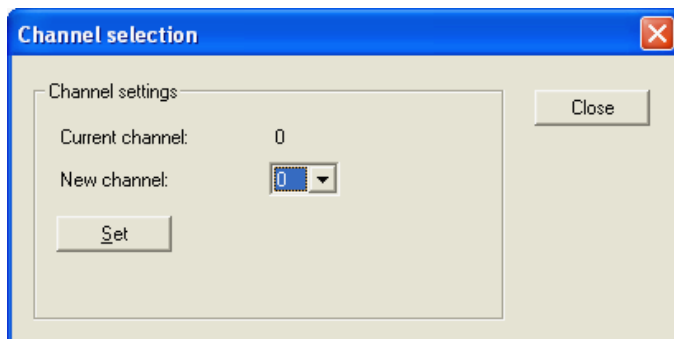 Channel selection
Channel settings
Close
Current channel: 0
New channel: 0
Set